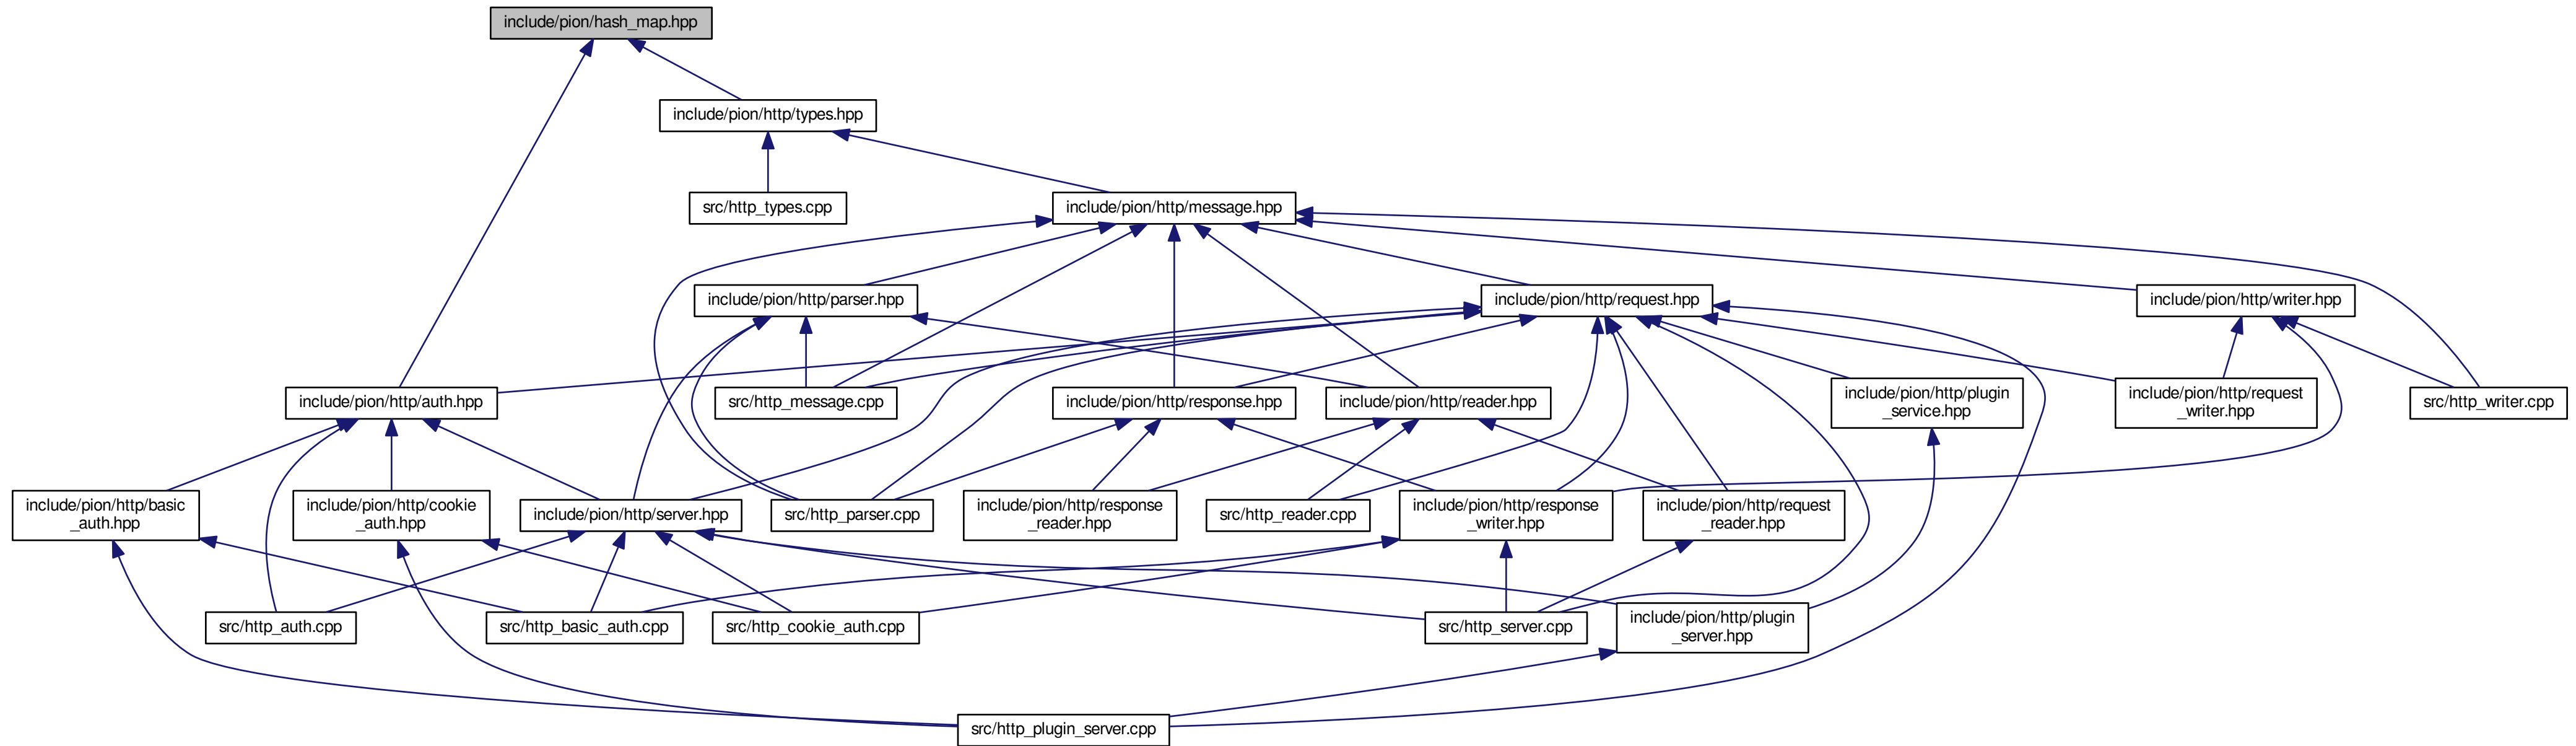 include/pion/hash_map.hpp
include/pion/http/types.hpp
src/http_types.cpp
include/pion/http/message.hpp
include/pion/http/parser.hpp
include/pion/http/request.hpp
include/pion/http/writer.hpp
include/pion/http/auth.hpp
src/http_message.cpp
include/pion/http/response.hpp
include/pion/http/reader.hpp
include/pion/http/plugin
_service.hpp
include/pion/http/request
_writer.hpp
src/http_writer.cpp
include/pion/http/basic
_auth.hpp
include/pion/http/cookie
_auth.hpp
include/pion/http/server.hpp
src/http_parser.cpp
include/pion/http/response
_reader.hpp
src/http_reader.cpp
include/pion/http/response
_writer.hpp
include/pion/http/request
_reader.hpp
src/http_auth.cpp
src/http_basic_auth.cpp
src/http_cookie_auth.cpp
src/http_server.cpp
include/pion/http/plugin
_server.hpp
src/http_plugin_server.cpp